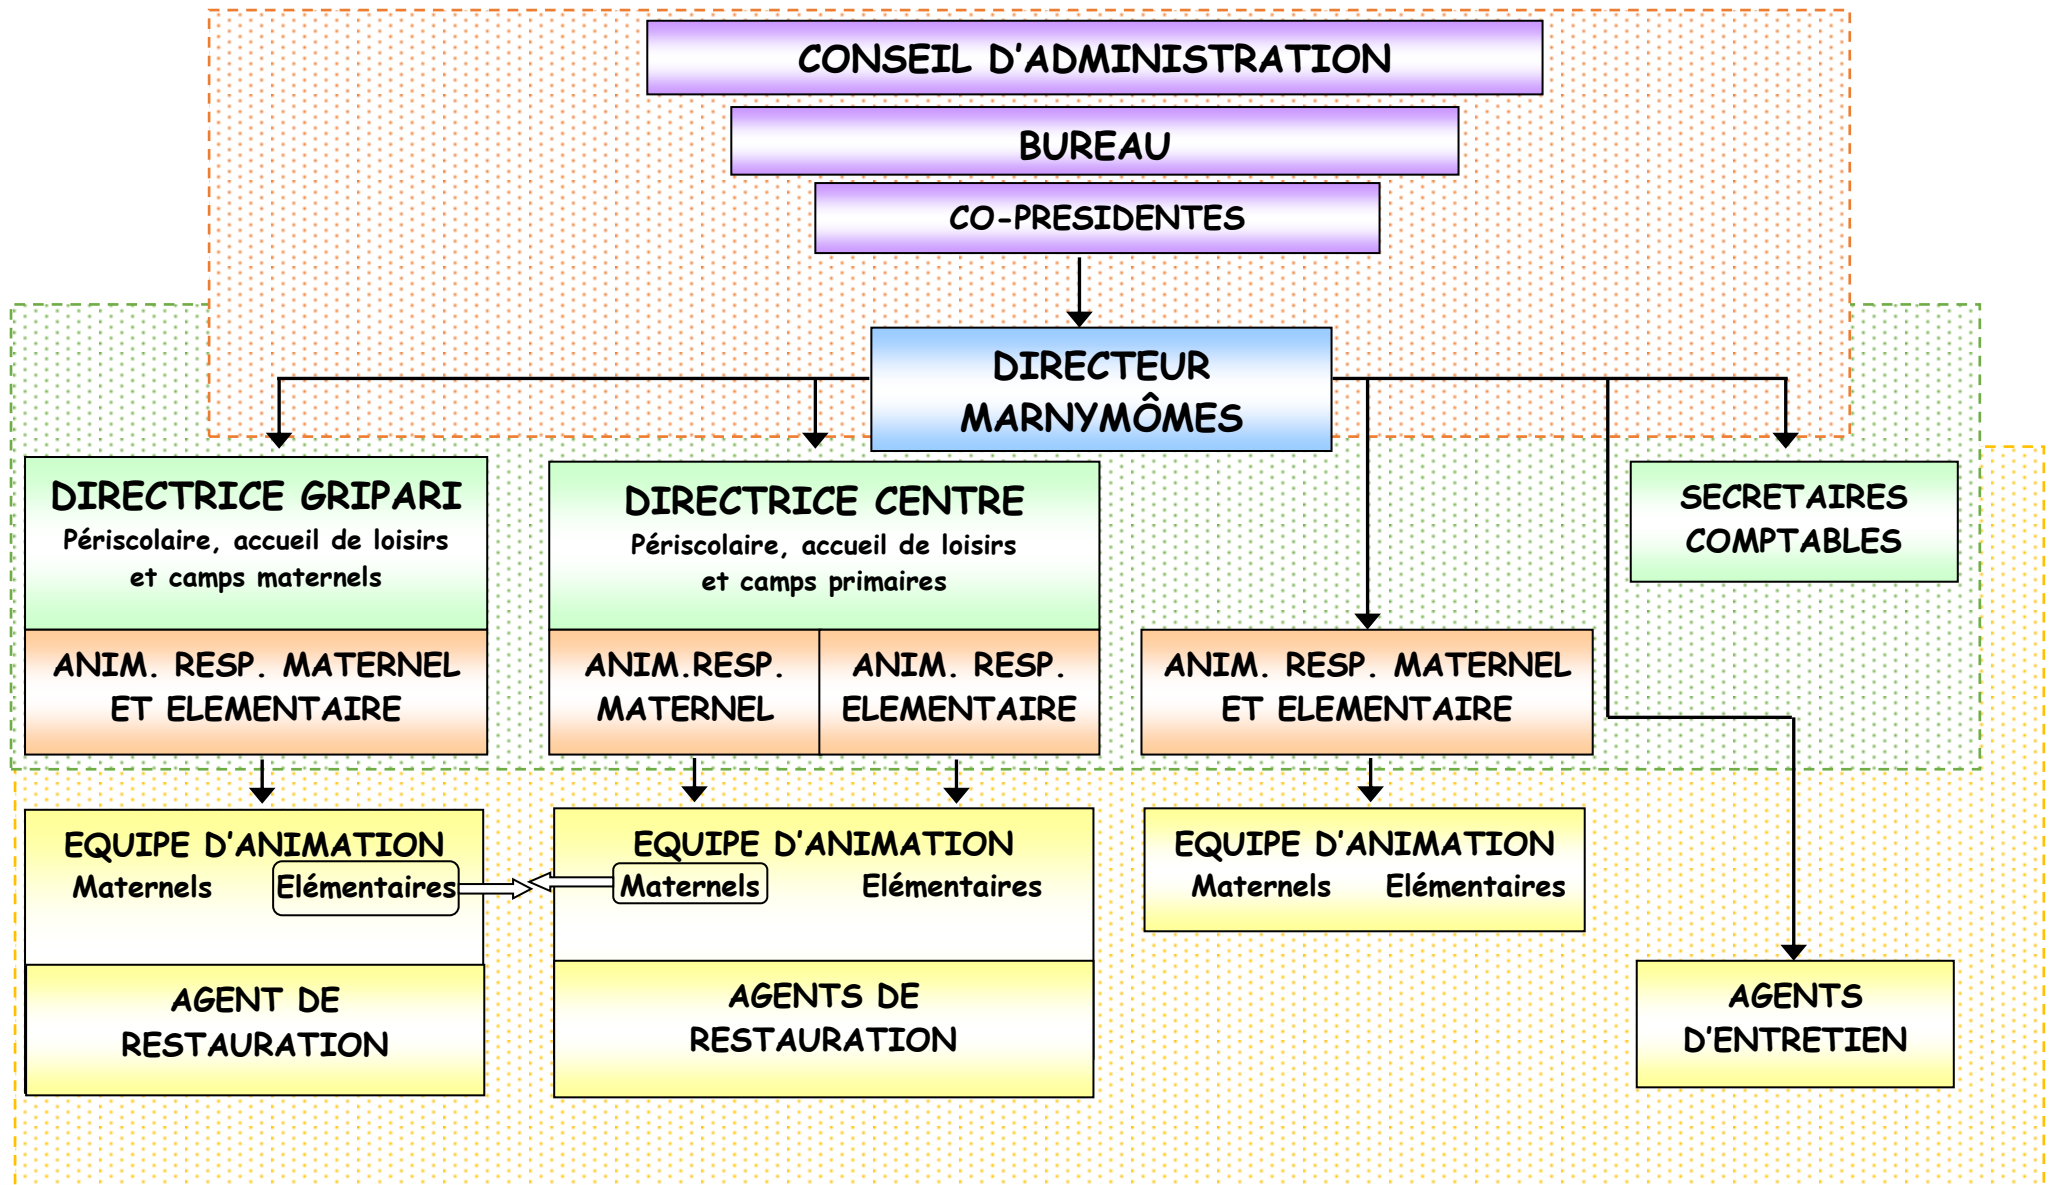 CONSEIL D’ADMINISTRATION
BUREAU
CO-PRESIDENTES
DIRECTEUR
MARNYMÔMES
DIRECTRICE GRIPARI
Périscolaire, accueil de loisirs
et camps maternels
DIRECTRICE CENTRE
Périscolaire, accueil de loisirs
et camps primaires
SECRETAIRES
COMPTABLES
ANIM. RESP. MATERNEL
ET ELEMENTAIRE
ANIM.RESP.
MATERNEL
ANIM. RESP.
ELEMENTAIRE
ANIM. RESP. MATERNEL
ET ELEMENTAIRE
EQUIPE D’ANIMATION
Maternels Elémentaires
EQUIPE D’ANIMATION
Maternels Elémentaires
EQUIPE D’ANIMATION
Maternels Elémentaires
AGENT DE
RESTAURATION
AGENTS DE
RESTAURATION
AGENTS
D’ENTRETIEN